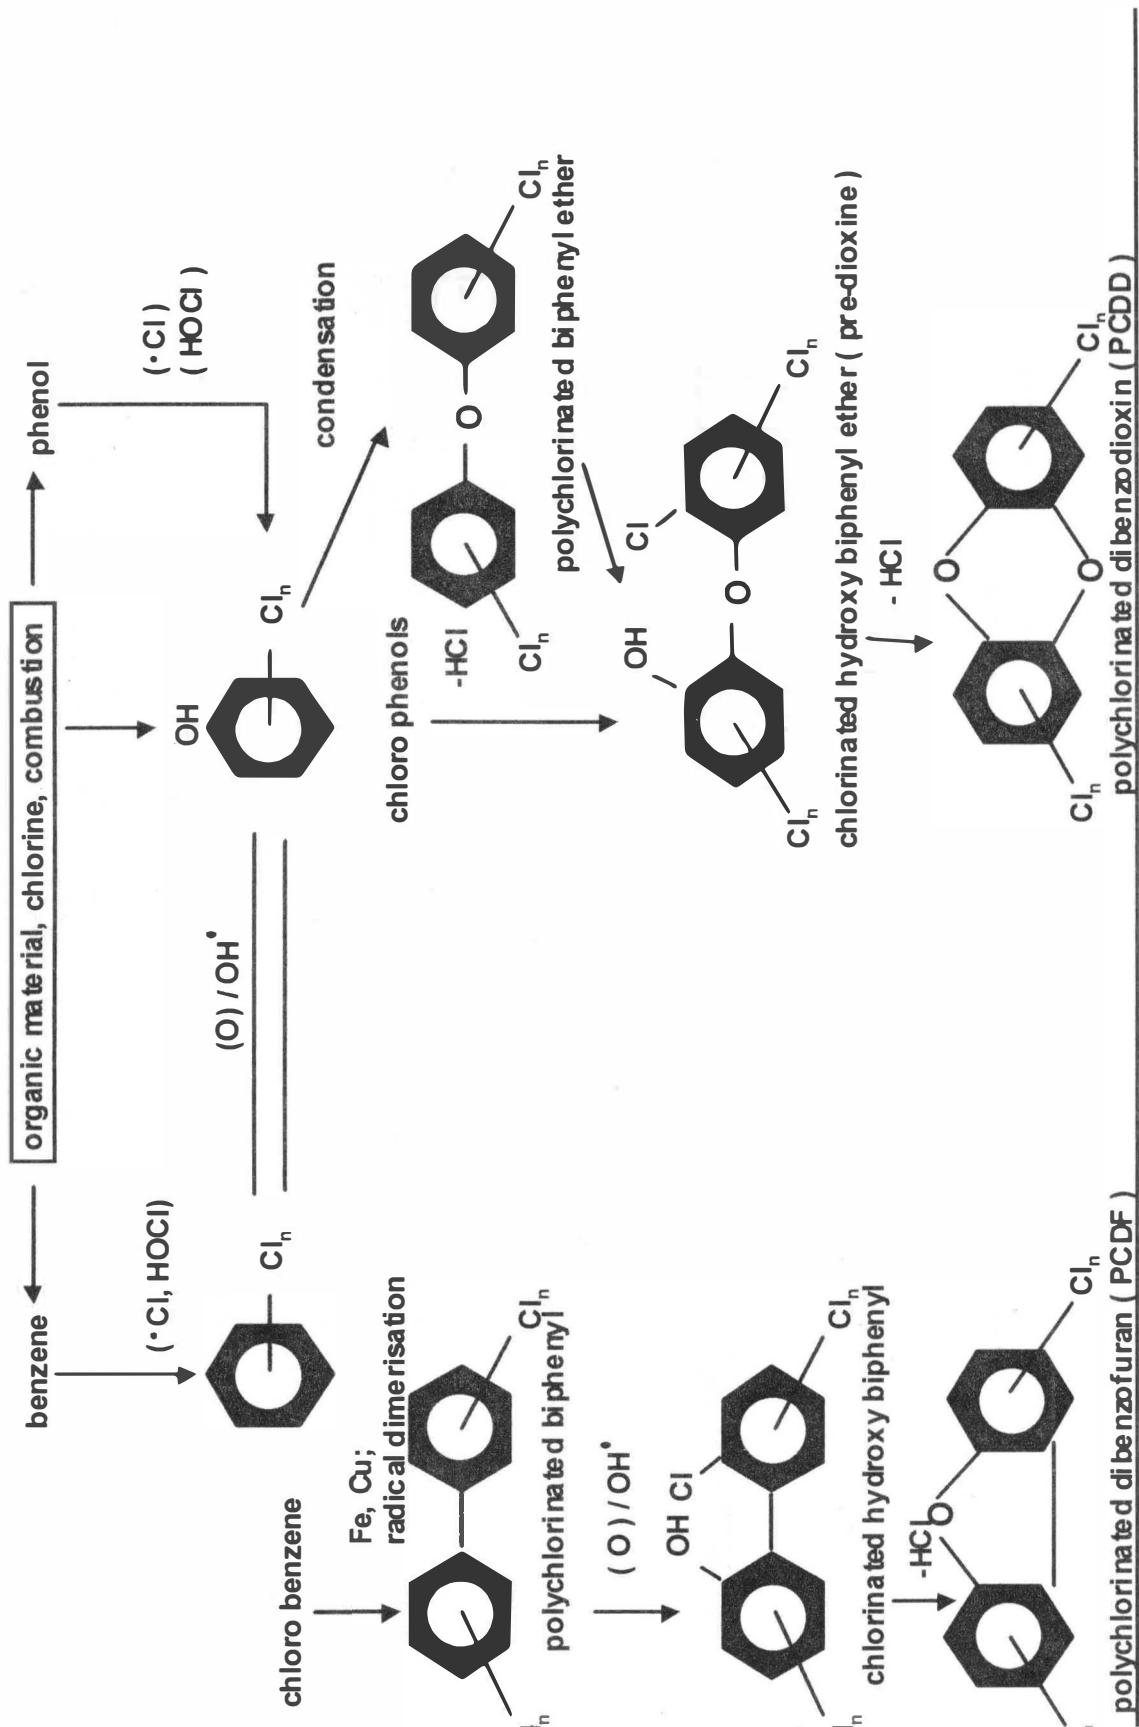 organic material, chlorine, combustion
benzene
phenol
(•Cl, HOCl)
(•Cl)
(HOCl)
OH
Cln
(O) / OH•
Cln
chloro benzene
Fe, Cu;
radical dimerisation
chloro phenols
condensation
-HCl
Cln
Cln
O
Cln
polychlorinated biphenyl
polychlorinated biphenyl ether
(O) / OH•
OH Cl
Cln
OH
Cl
O
Cln
Cln
chlorinated hydroxy biphenyl
chlorinated hydroxy biphenyl ether (pre-dioxine)
-HCl
- HCl
O
Cln
O
O
Cln
Cln
polychlorinated dibenzofuran (PCDF)
polychlorinated dibenzodioxin (PCDD)